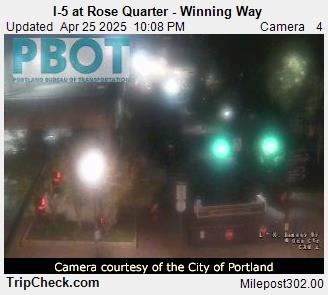 I-5 at Rose Quarter - Winning Way
Updated Apr 25 2025 10:08 PM Camera 4
PBOT
PORTLAND BUREAU OF TRANSPORTATION
Camera courtesy of the City of Portland
TripCheck.com Milepost302.00